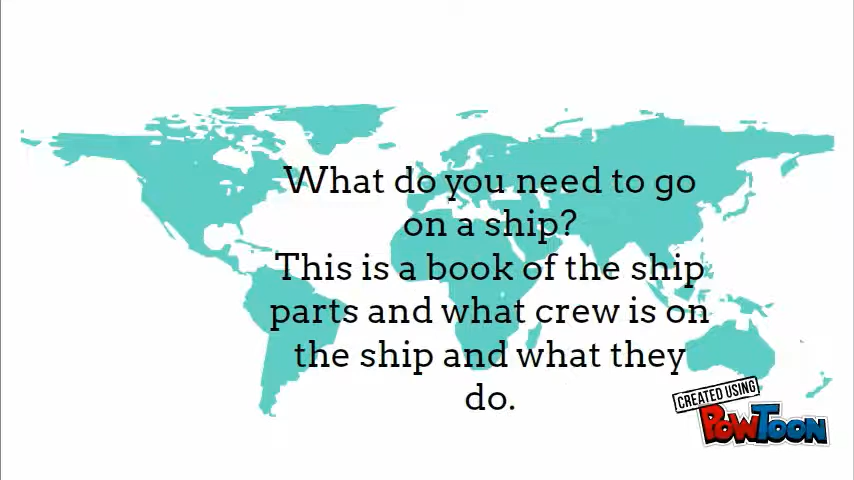 What do you need to go
on a ship?
This is a book of the ship
parts and what crew is on
the ship and what they
do.
CREATED USING
POWTOON